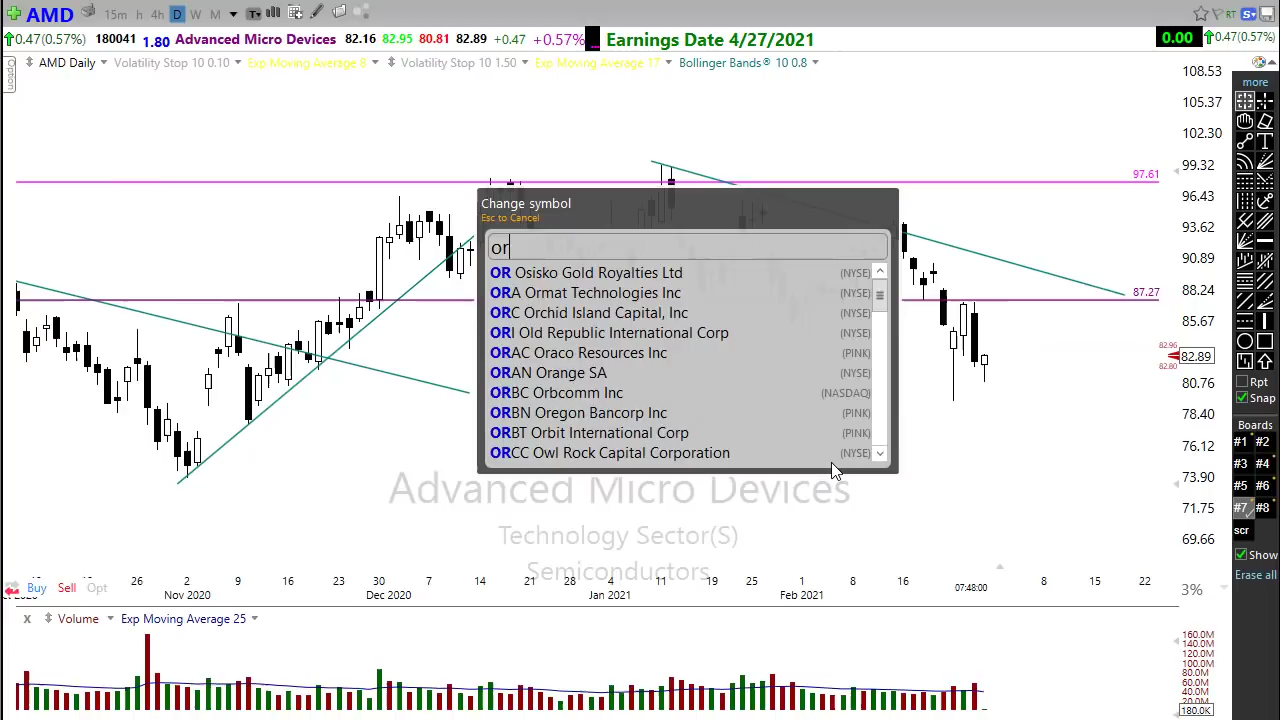 AMD 15m h 4h D W M T
RT S
0.47(0.57%) 180041 1.80 Advanced Micro Devices 82.16 82.95 80.81 82.89 +0.47 +0.57% Earnings Date 4/27/2021 0.00 0.47(0.57%)
Option
AMD Daily Volatility Stop 10 0.10 Exp Moving Average 8 Volatility Stop 10 1.50 Exp Moving Average 17 Bollinger Bands® 10 0.8
more
108.53
105.37
102.30
99.32
97.61
96.43
93.62
90.89
88.24
87.27
85.67
82.96
82.89
82.80
80.76
78.40
76.12
73.90
71.75
69.66
Change symbol
Esc to Cancel
or
OR Osisko Gold Royalties Ltd (NYSE)
ORA Ormat Technologies Inc (NYSE)
ORC Orchid Island Capital, Inc (NYSE)
ORI Old Republic International Corp (NYSE)
ORAC Oraco Resources Inc (PINK)
ORAN Orange SA (NYSE)
ORBC Orbcomm Inc (NASDAQ)
ORBN Oregon Bancorp Inc (PINK)
ORBT Orbit International Corp (PINK)
ORCC Owl Rock Capital Corporation (NYSE)
Advanced Micro Devices
Technology Sector(S)
Semiconductors
T
Rpt
Snap
Boards
#1 #2
#3 #4
#5 #6
#7 #8
scr
Show
Erase all
26 2 9 16 23 30 7 14 21 28 4 11 19 25 8 16 07:48:00 8 15 22
Nov 2020 Dec 2020 Jan 2021 Feb 2021
3%
Buy Sell Opt
x Volume Exp Moving Average 25
160.0M
140.0M
120.0M
100.0M
80.0M
60.0M
40.0M
20.0M
180.0K